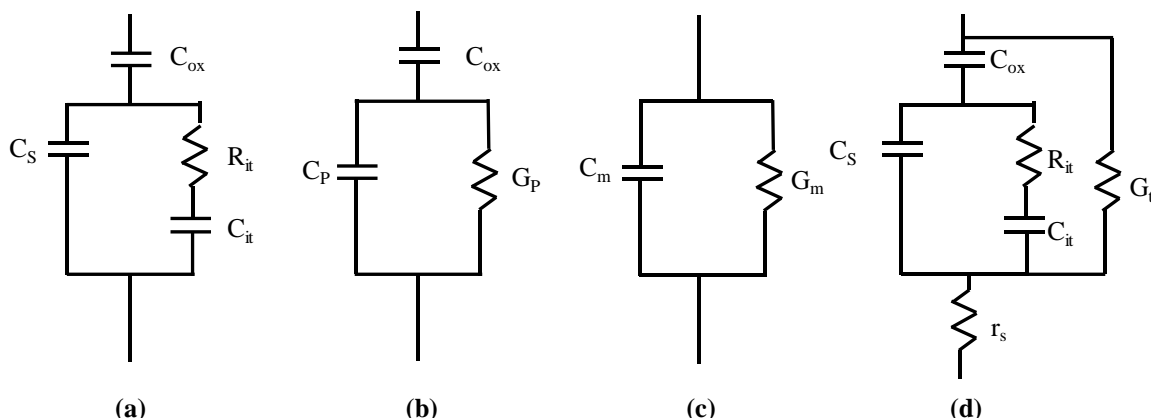 C_ox
C_S
R_it
C_it
(a)
C_ox
C_P
G_P
(b)
C_m
G_m
(c)
C_ox
C_S
R_it
G_t
C_it
r_s
(d)